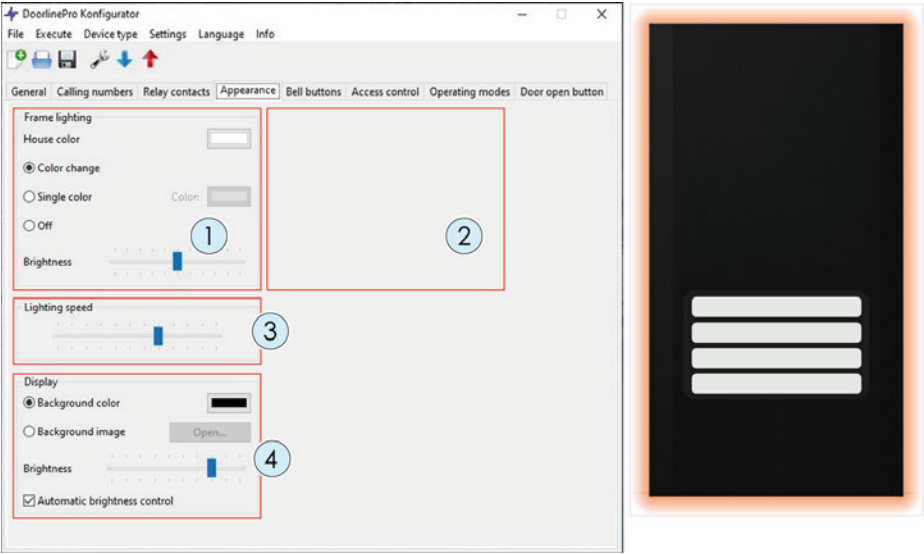 DoorlinePro Konfigurator
File Execute Device type Settings Language Info
General Calling numbers Relay contacts Appearance Bell buttons Access control Operating modes Door open button
Frame lighting
House color
Color change
Single color Color:
Off
1
2
Brightness
Lighting speed
3
Display
Background color
Background image Open...
4
Brightness
Automatic brightness control